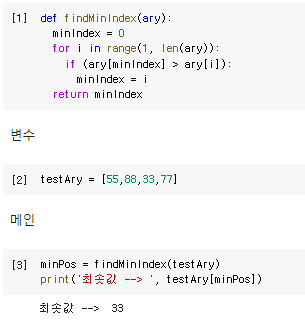 [1] def findMinIndex(ary):
minIndex = 0
for i in range(1, len(ary)):
if (ary[minIndex] > ary[i]):
minIndex = i
return minIndex
변수
[2] testAry = [55,88,33,77]
메인
[3] minPos = findMinIndex(testAry)
print('최솟값 --> ', testAry[minPos])
최솟값 -->  33